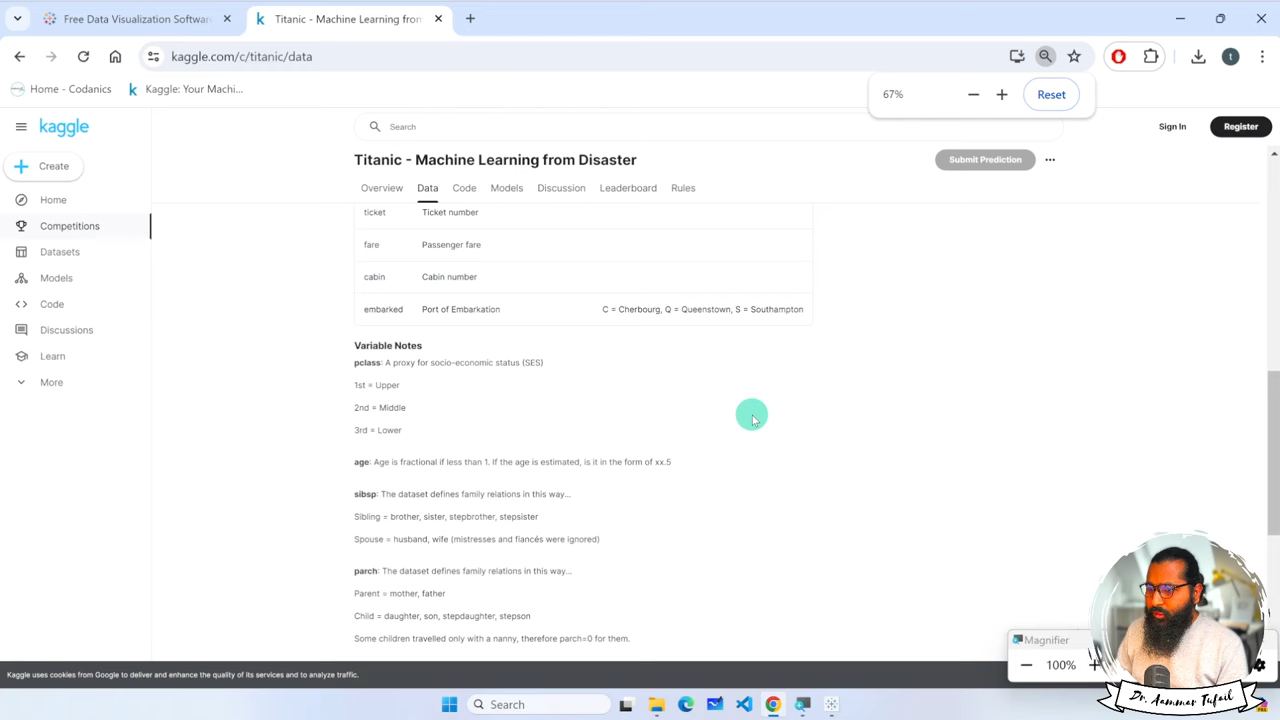 Free Data Visualization Softwar
Titanic - Machine Learning from
kaggle.com/c/titanic/data
t
Home - Codanics
Kaggle: Your Machi...
67%
Reset
kaggle
Search
Sign In
Register
Create
Titanic - Machine Learning from Disaster
Submit Prediction
Overview Data Code Models Discussion Leaderboard Rules
Home
Competitions
Datasets
Models
Code
Discussions
Learn
More
ticket Ticket number
fare Passenger fare
cabin Cabin number
embarked Port of Embarkation C = Cherbourg, Q = Queenstown, S = Southampton
Variable Notes
pclass: A proxy for socio-economic status (SES)
1st = Upper
2nd = Middle
3rd = Lower
age: Age is fractional if less than 1. If the age is estimated, is it in the form of xx.5
sibsp: The dataset defines family relations in this way...
Sibling = brother, sister, stepbrother, stepsister
Spouse = husband, wife (mistresses and fiancés were ignored)
parch: The dataset defines family relations in this way...
Parent = mother, father
Child = daughter, son, stepdaughter, stepson
Some children travelled only with a nanny, therefore parch=0 for them.
Magnifier
100%
Kaggle uses cookies from Google to deliver and enhance the quality of its services and to analyze traffic.
Dr. Aammar Tufail
Search